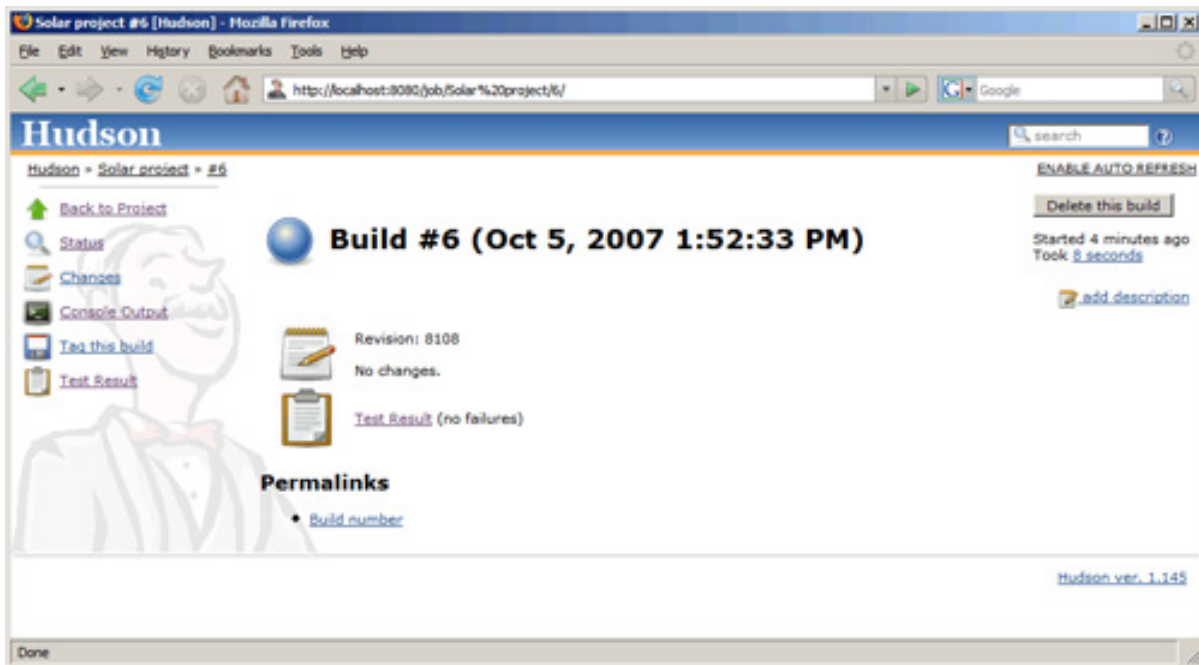 Solar project #6 [Hudson] - Mozilla Firefox
File Edit View History Bookmarks Tools Help
http://localhost:8080/job/Solar%20project/6/
G Google
Hudson
search
?
Hudson » Solar project » #6
ENABLE AUTO REFRESH
Back to Project
Status
Changes
Console Output
Tag this build
Test Result
Build #6 (Oct 5, 2007 1:52:33 PM)
Delete this build
Started 4 minutes ago
Took 8 seconds
add description
Revision: 8108
No changes.
Test Result (no failures)
Permalinks
• Build number
Hudson ver. 1.145
Done